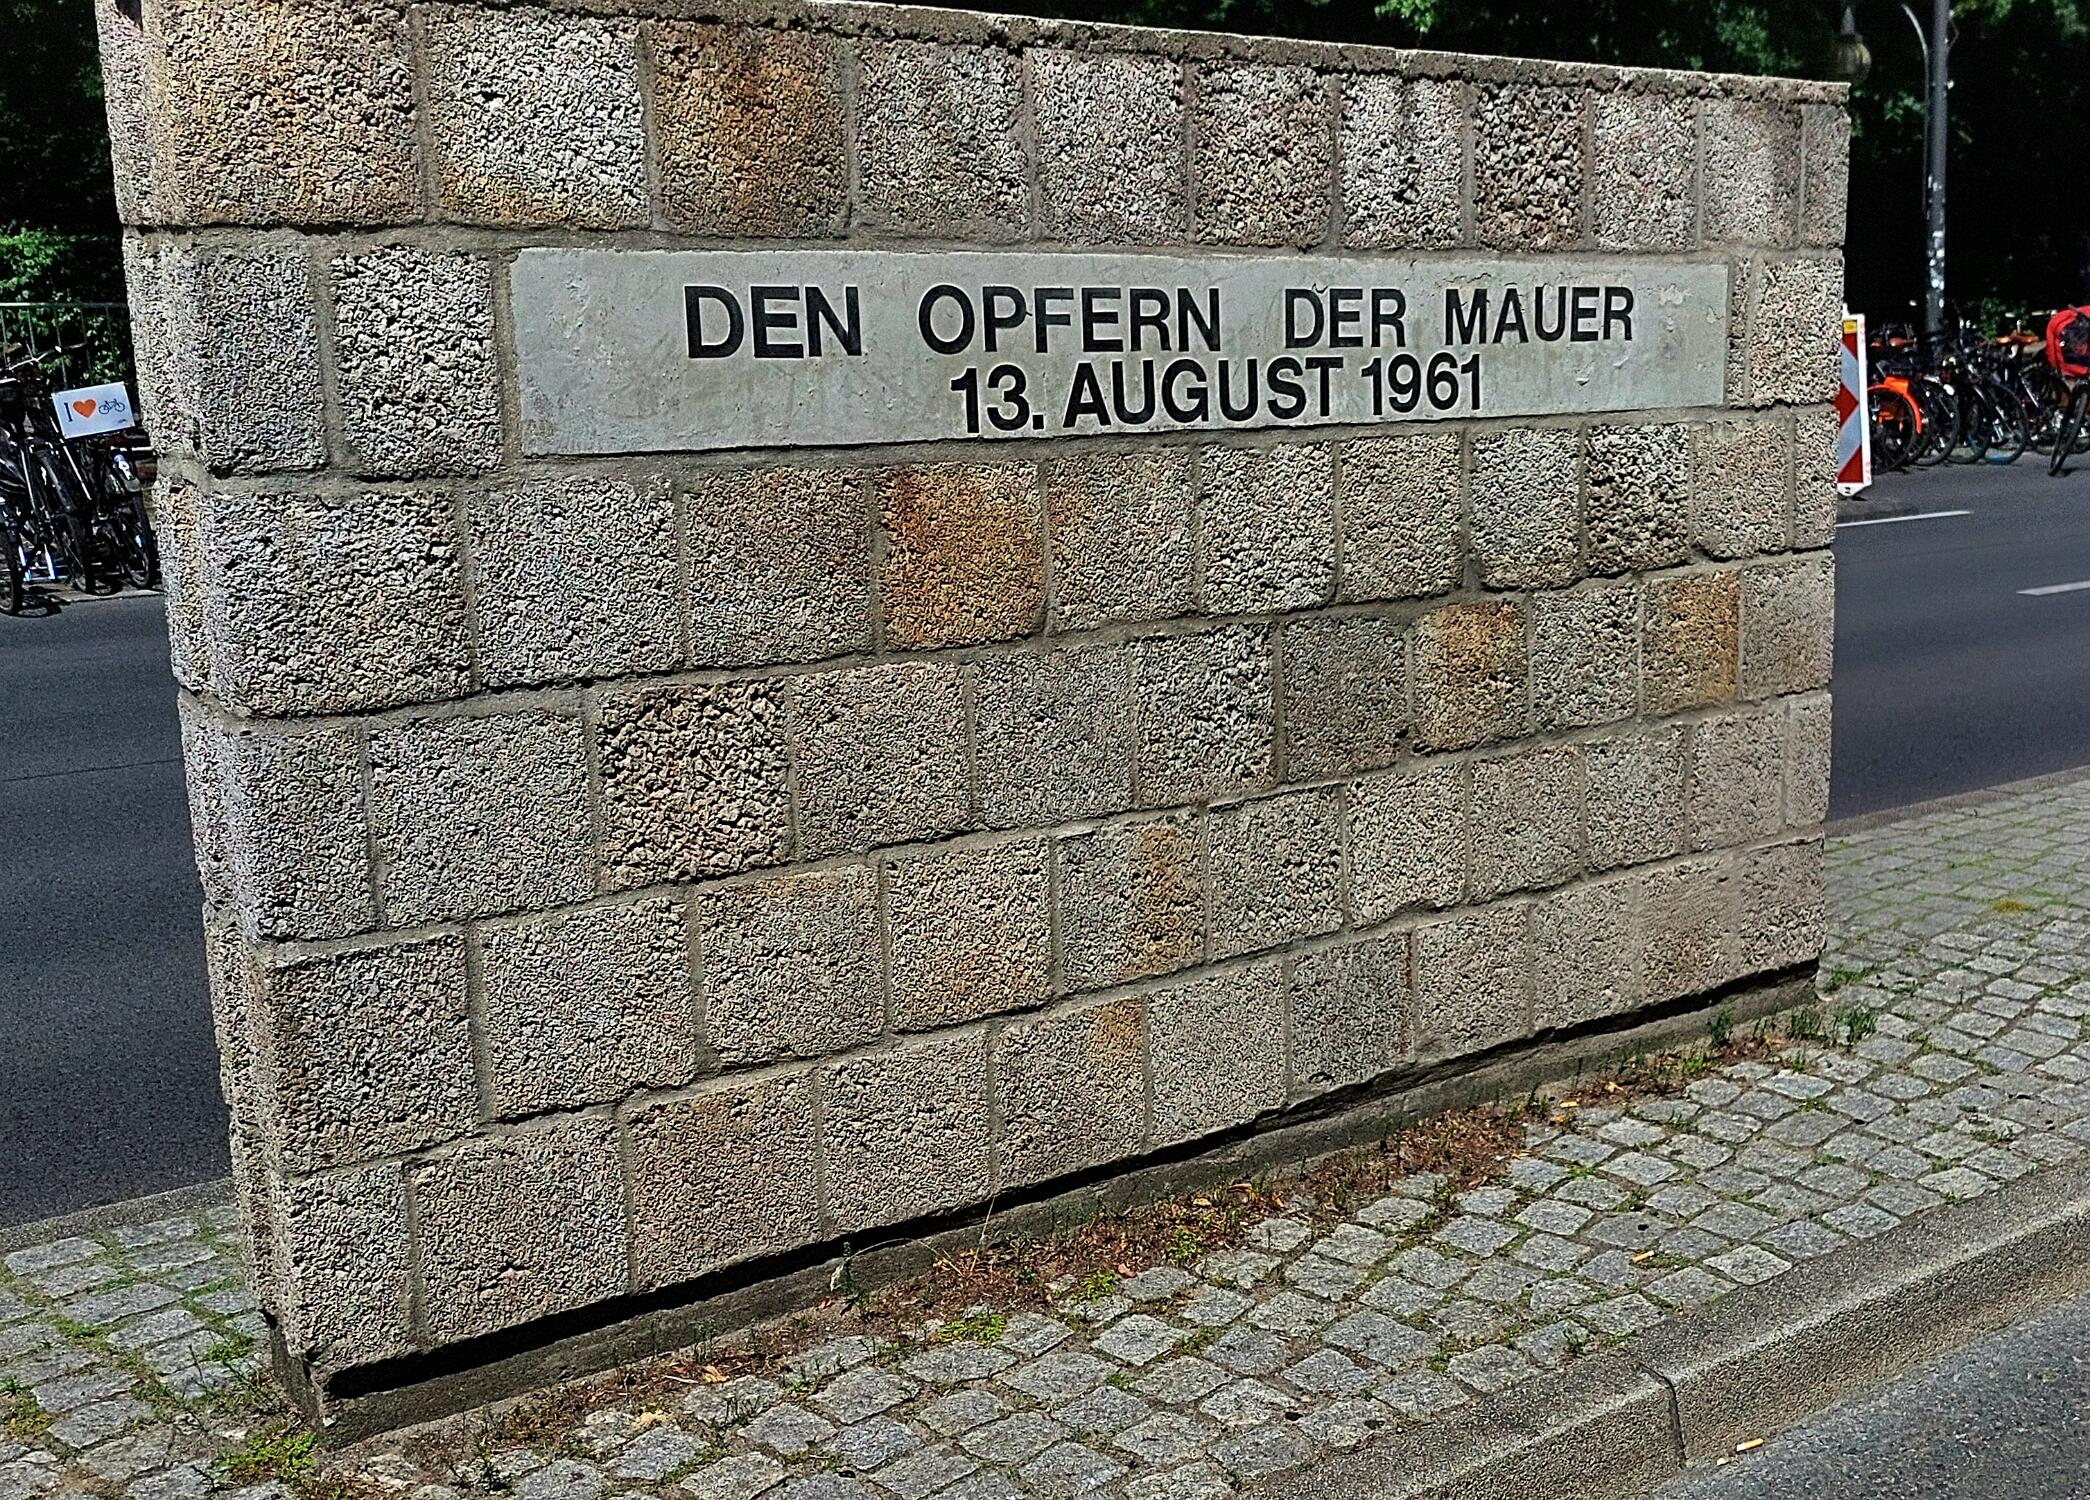 DEN OPFERN DER MAUER
13. AUGUST 1961
I